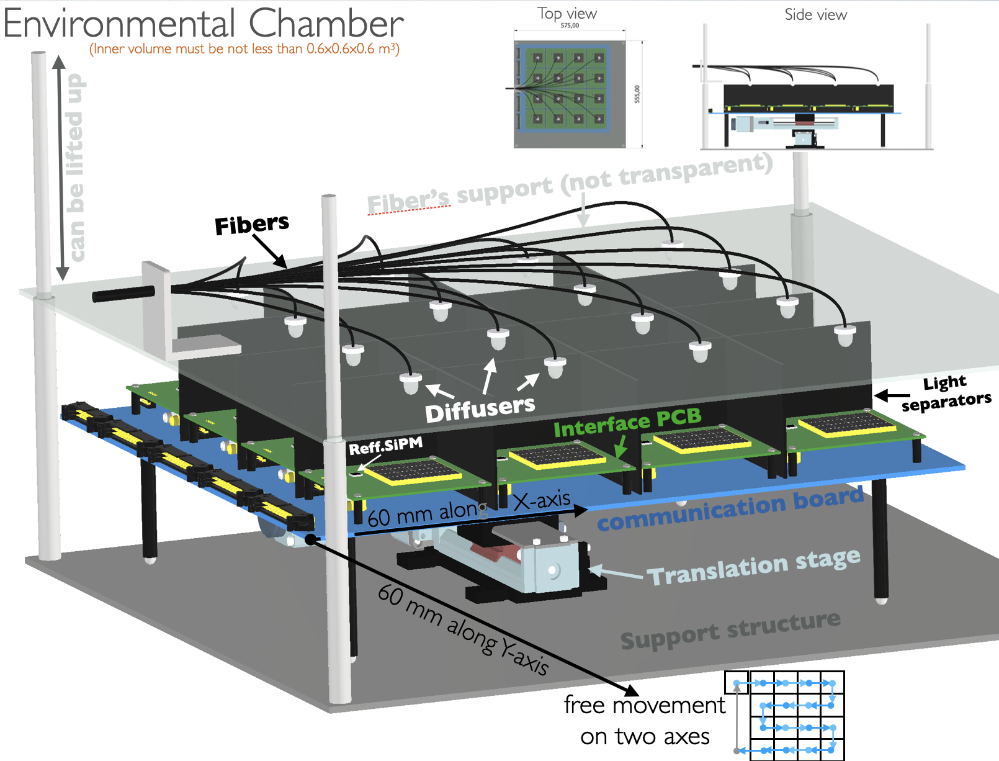 Environmental Chamber
(Inner volume must be not less than 0.6x0.6x0.6 m³)
Top view
575,00
555,00
Side view
can be lifted up
Fiber's support (not transparent)
Fibers
Diffusers
Light
separators
Interface PCB
Reff.SiPM
60 mm along X-axis
communication board
Translation stage
60 mm along Y-axis
Support structure
free movement
on two axes